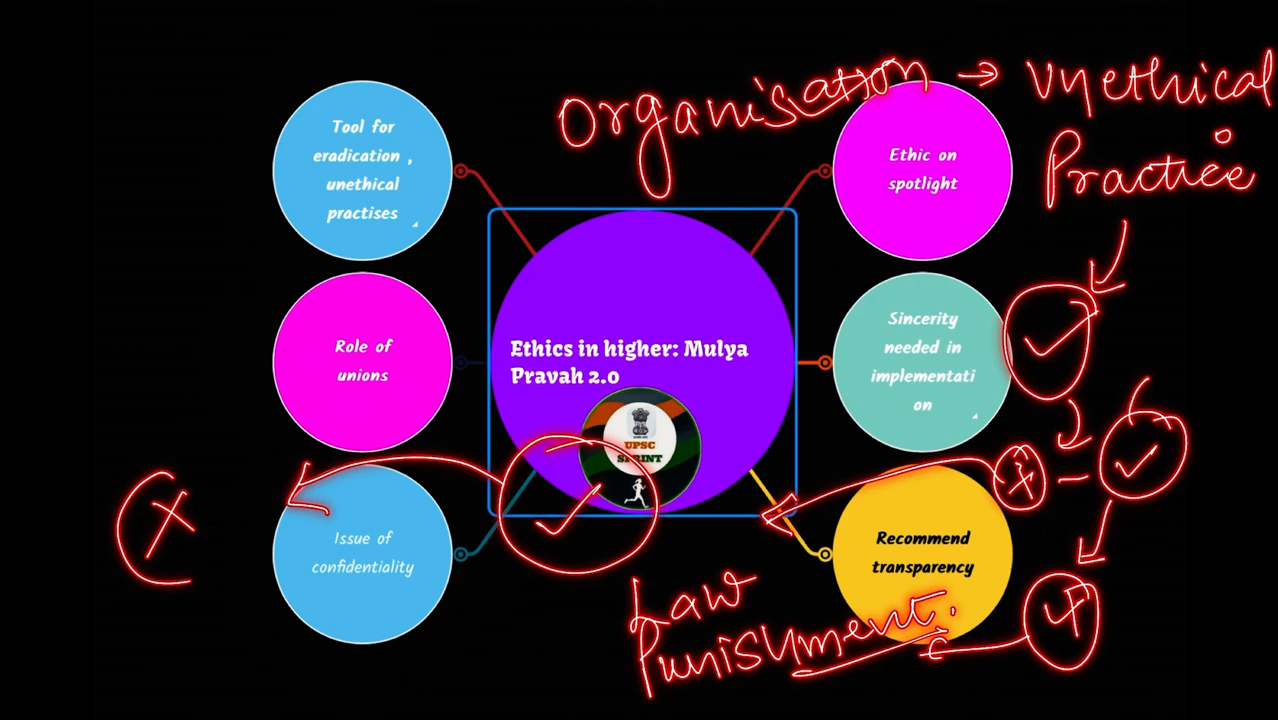 Organisation → Unethical
Practice
Tool for
eradication ,
unethical
practises
Ethic on
spotlight
Ethics in higher: Mulya
Pravah 2.0
UPSC
SPRINT
Role of
unions
Sincerity
needed in
implementati
on
Issue of
confidentiality
Recommend
transparency
Law
Punishment.